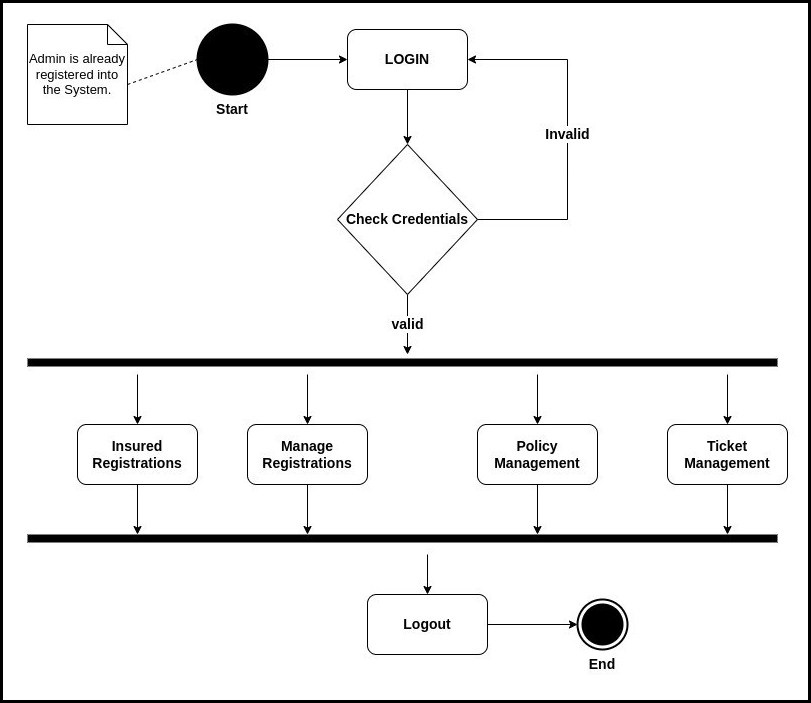 Admin is already
registered into
the System.
Start
LOGIN
Invalid
Check Credentials
valid
Insured
Registrations
Manage
Registrations
Policy
Management
Ticket
Management
Logout
End